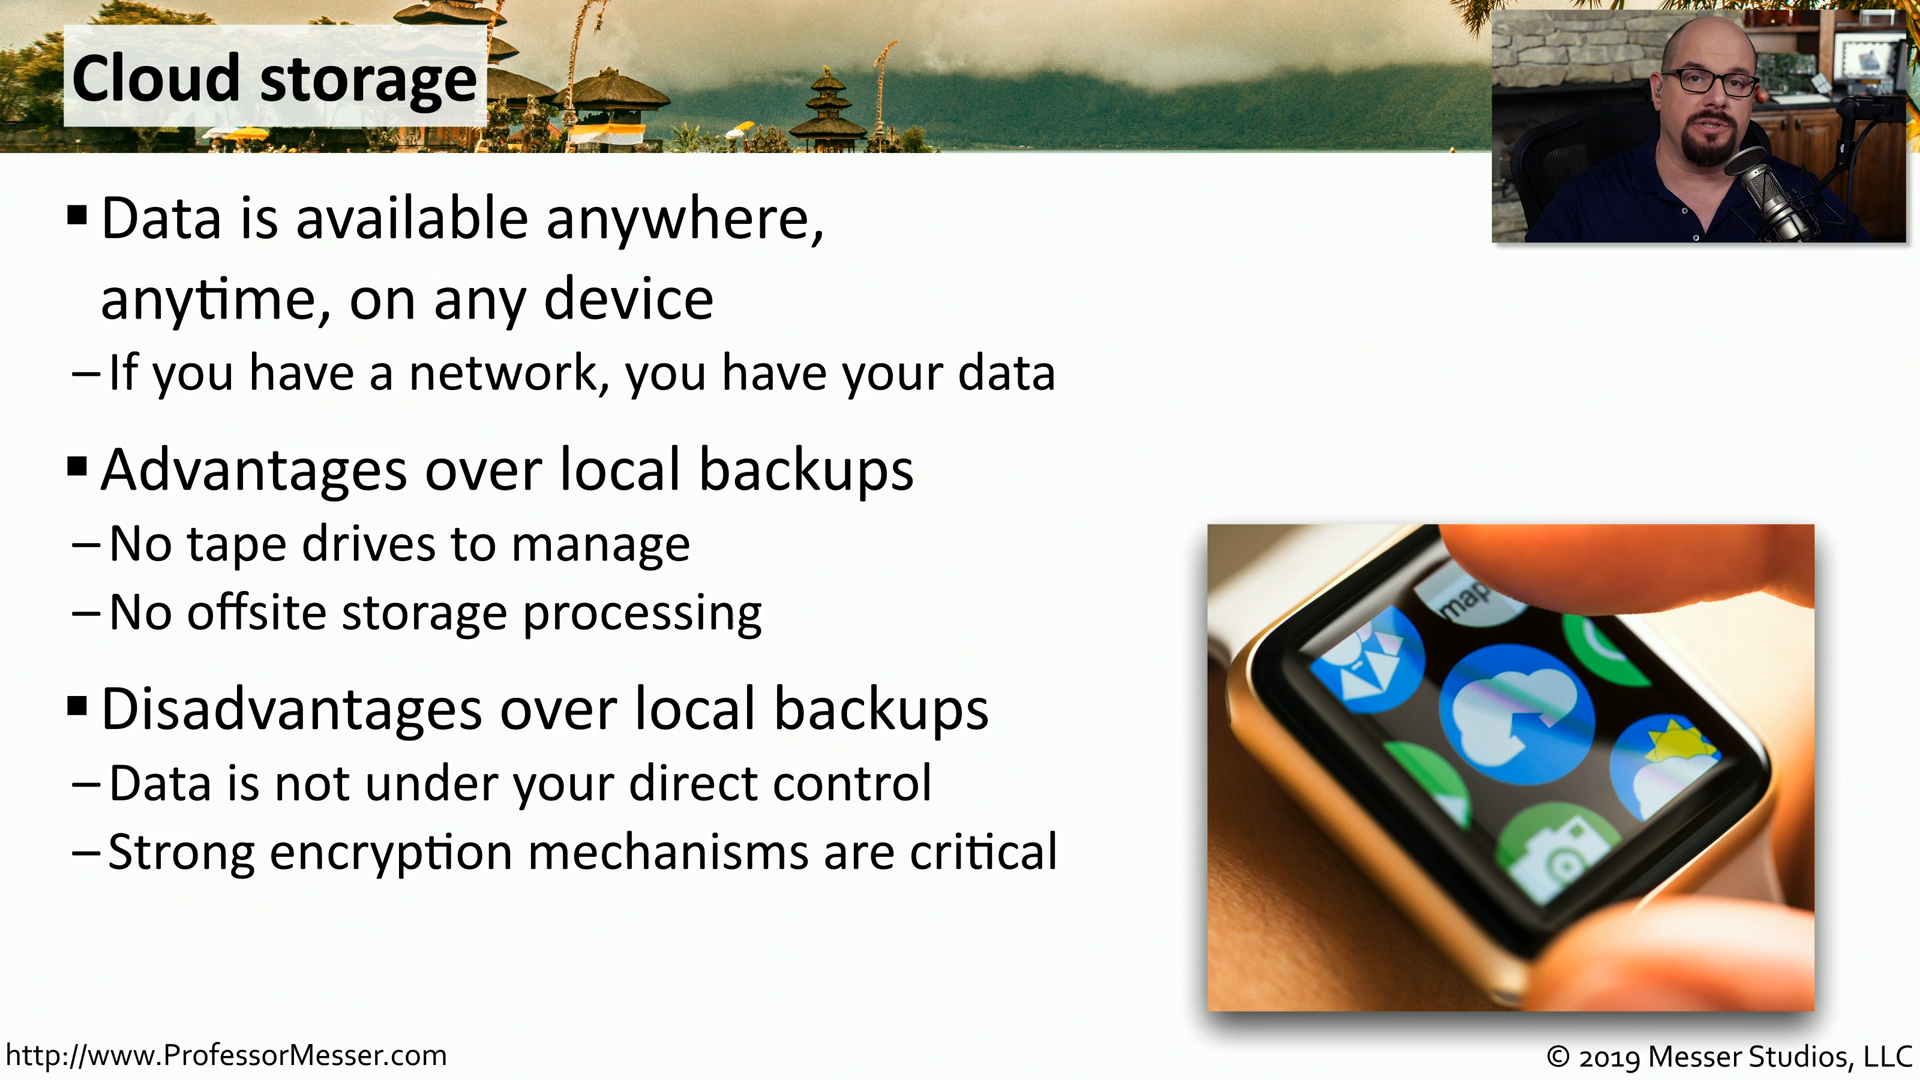 Cloud storage
▪ Data is available anywhere,
anytime, on any device
– If you have a network, you have your data
▪ Advantages over local backups
– No tape drives to manage
– No offsite storage processing
▪ Disadvantages over local backups
– Data is not under your direct control
– Strong encryption mechanisms are critical
map
http://www.ProfessorMesser.com
© 2019 Messer Studios, LLC